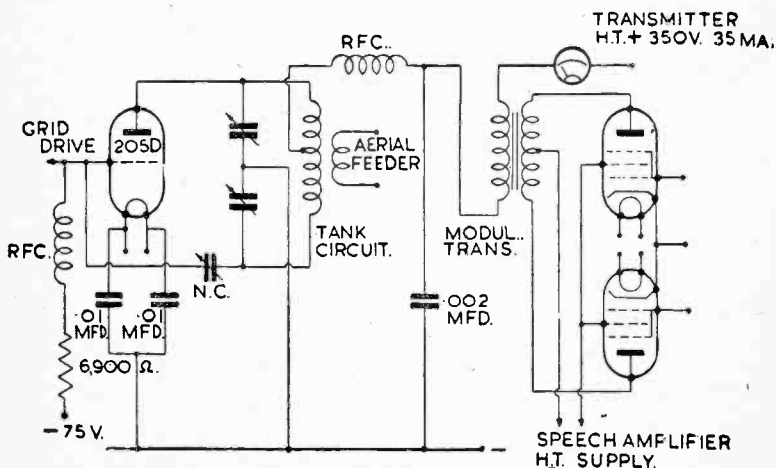 TRANSMITTER
H.T.+ 350V. 35 MA.
RFC..
GRID
DRIVE
205D
AERIAL
FEEDER
RFC.
TANK
CIRCUIT.
MODUL..
TRANS.
N.C.
.01
MFD.
.01
MFD.
.002
MFD.
6,900 Ω.
-75 V.
SPEECH AMPLIFIER
H.T. SUPPLY.